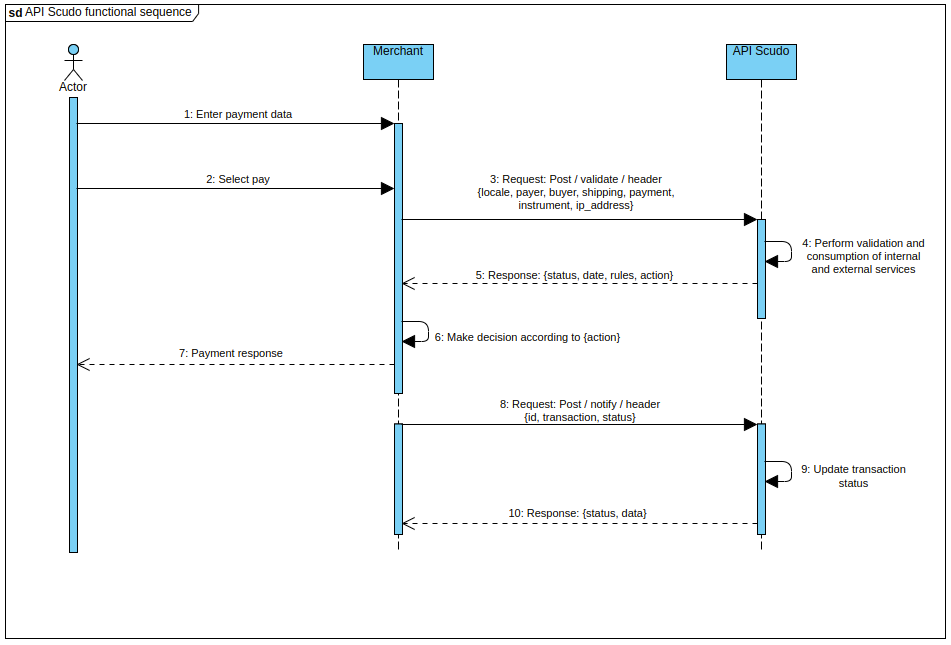 sd API Scudo functional sequence
Actor
Merchant
API Scudo
1: Enter payment data
2: Select pay
3: Request: Post / validate / header
{locale, payer, buyer, shipping, payment,
instrument, ip_address}
4: Perform validation and
consumption of internal
and external services
5: Response: {status, date, rules, action}
6: Make decision according to {action}
7: Payment response
8: Request: Post / notify / header
{id, transaction, status}
9: Update transaction
status
10: Response: {status, data}